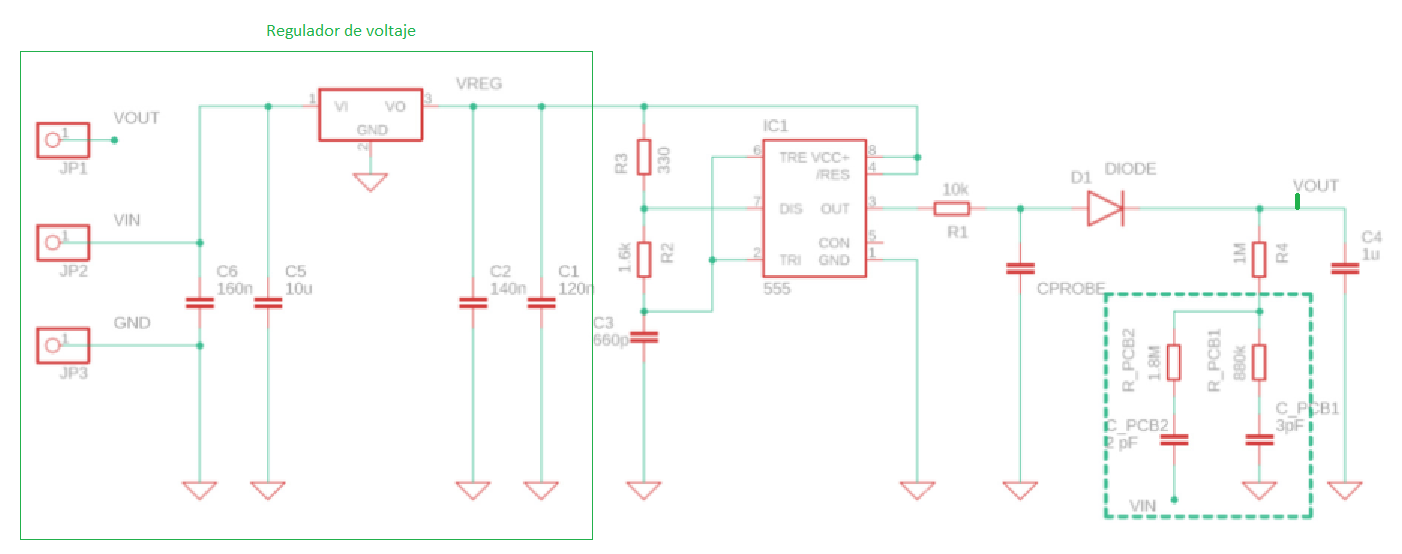 Regulador de voltaje
VREG
1
VI
VO
3
GND
2
VOUT
1
JP1
VIN
1
JP2
GND
1
JP3
C6
160n
C5
10u
C2
140n
C1
120n
R3
330
1.6k
R2
C3
660p
IC1
6
TRE VCC+
8
/RES
4
7
DIS OUT
3
CON
5
2
TRI GND
1
555
10k
R1
D1
DIODE
VOUT
CPROBE
1M
R4
C4
1u
R_PCB2
1.8M
R_PCB1
880k
C_PCB2
2 pF
C_PCB1
3pF
VIN